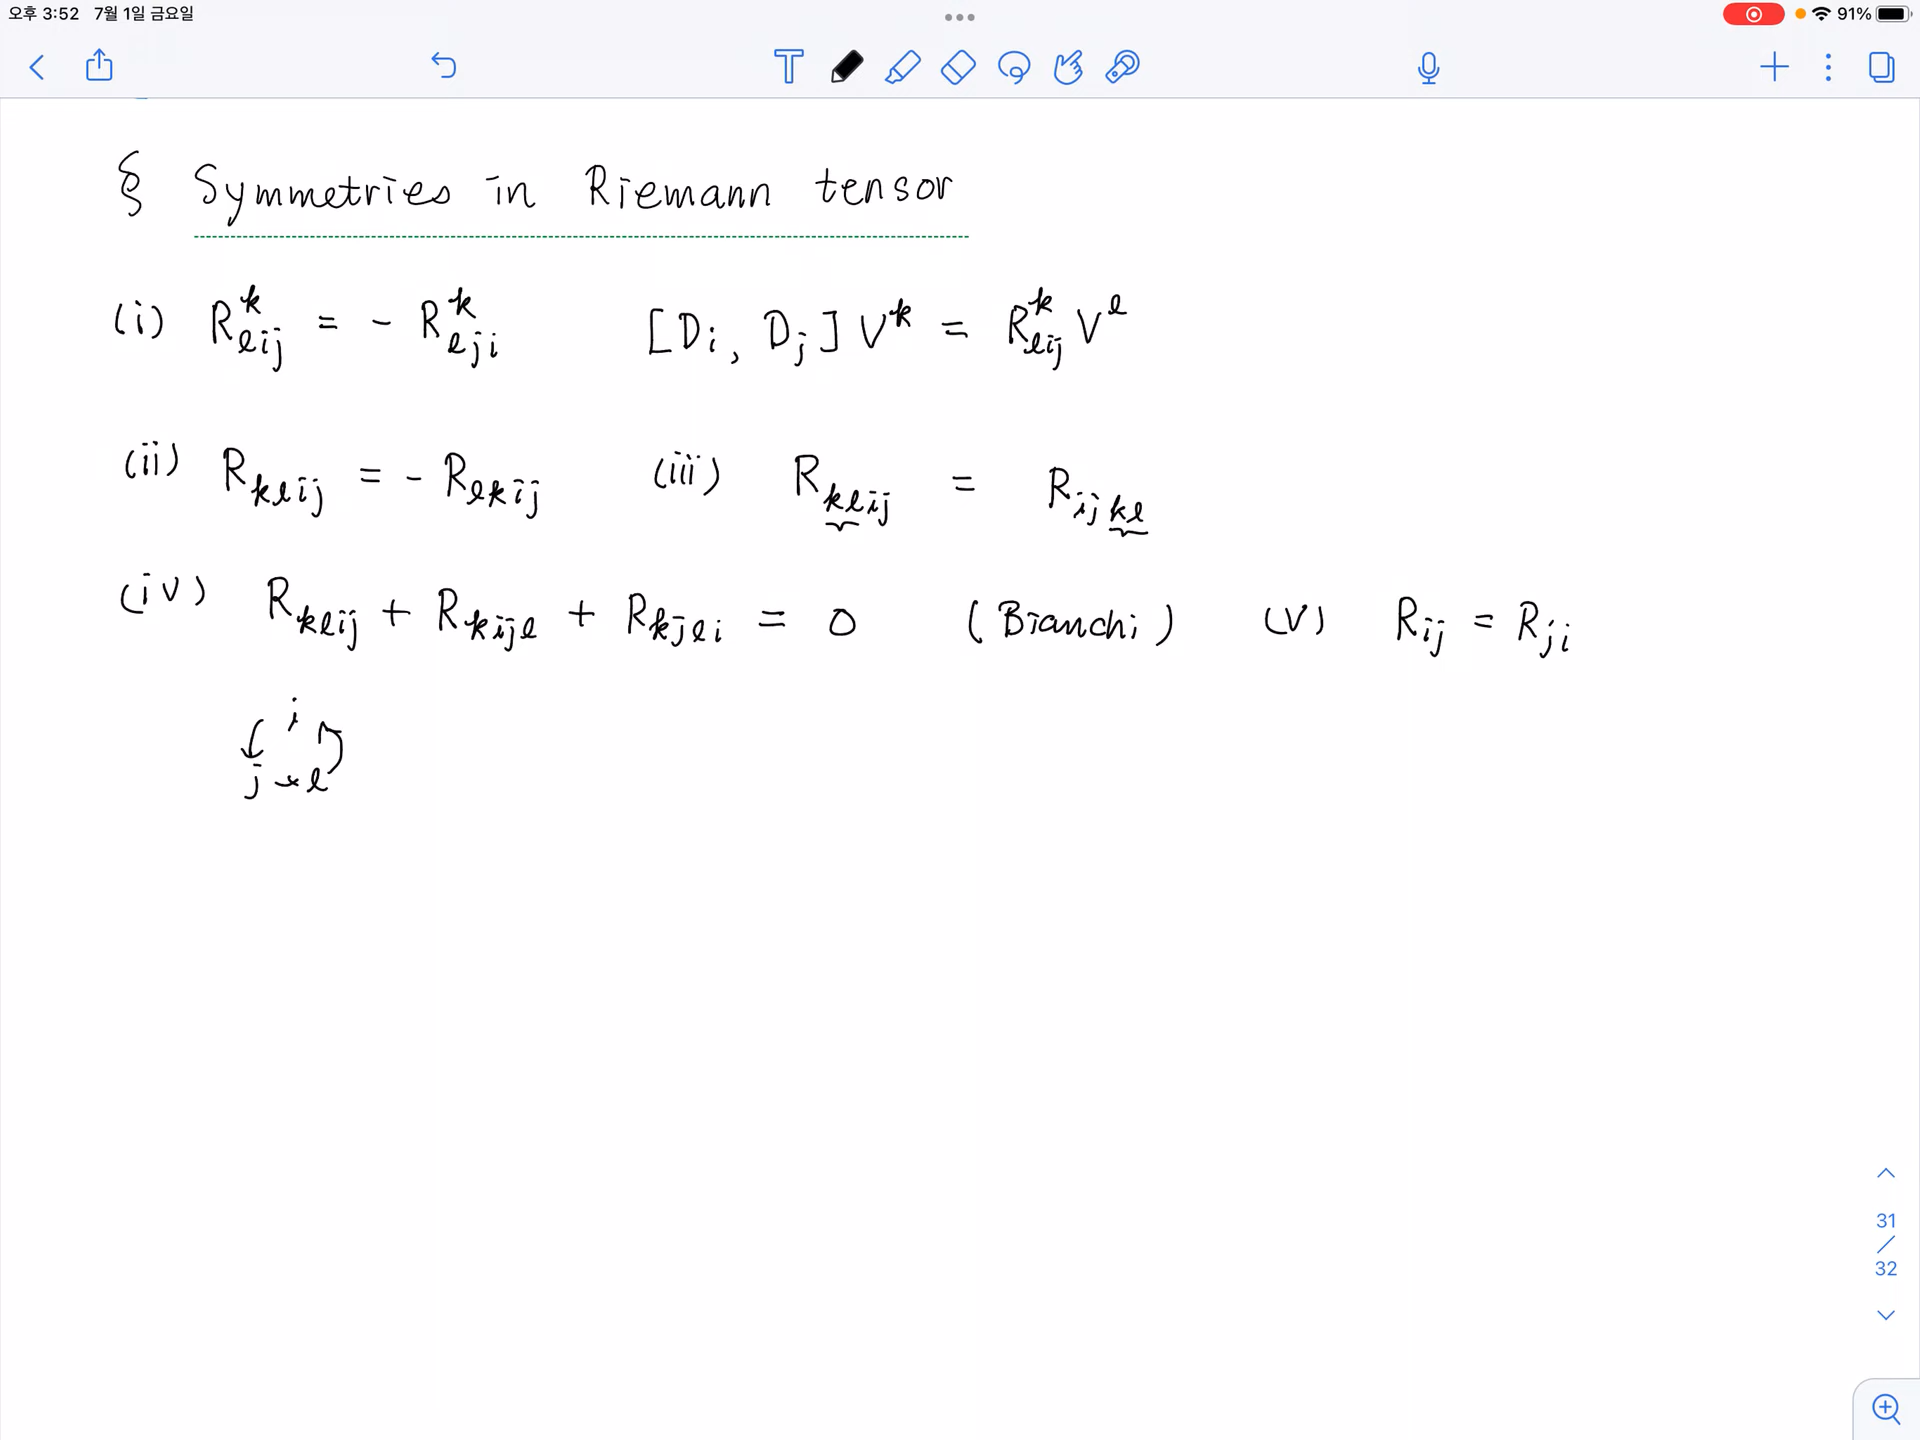 오후 3:52 7월 1일 금요일 91%
§ Symmetries in Riemann tensor
(i) R^k_{lij} = - R^k_{lji} [D_i, D_j] V^k = R^k_{lij} V^l
(ii) R_{klij} = - R_{lkij} (iii) R_{klij} = R_{ijkl}
(iv) R_{klij} + R_{kijl} + R_{kjli} = 0 (Bianchi) (v) R_{ij} = R_{ji}
i
j → l
31
/
32